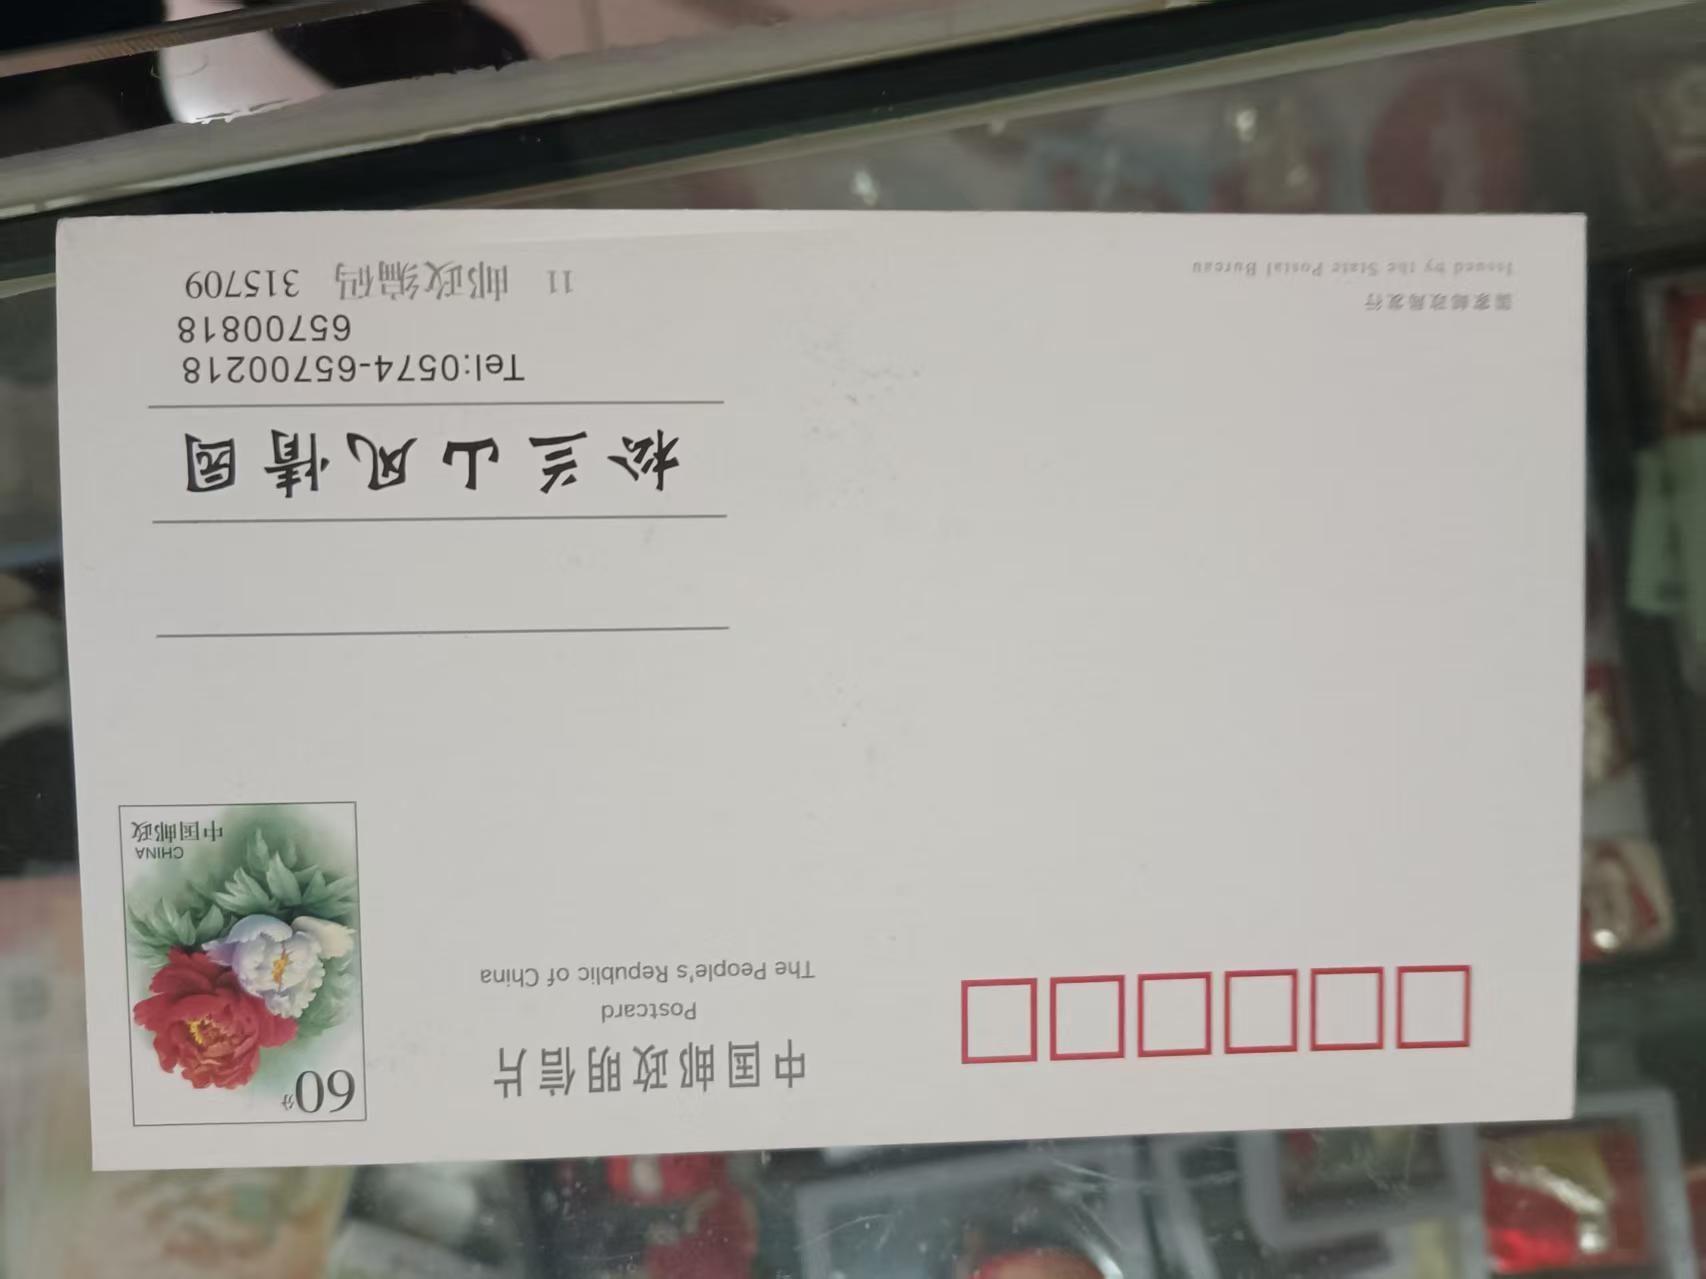 中国邮政明信片
Postcard
The People's Republic of China
60分
CHINA
中国邮政
松兰山风情园
Tel:0574-65700218
65700818
11 邮政编码 315709
国家邮政局发行
Issued by the State Postal Bureau